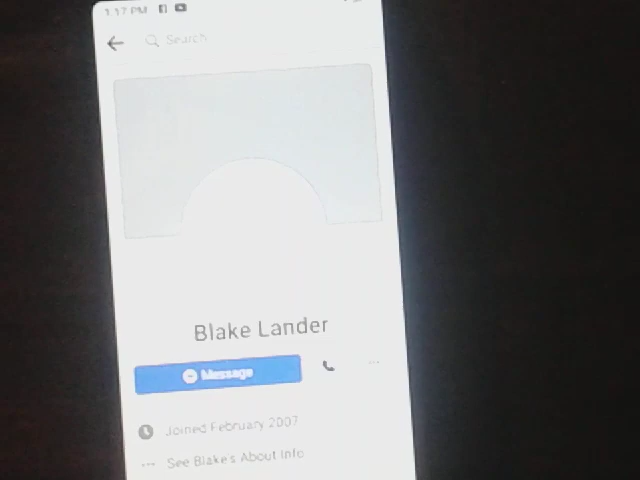 1:17 PM
Search
Blake Lander
Message
Joined February 2007
See Blake's About Info